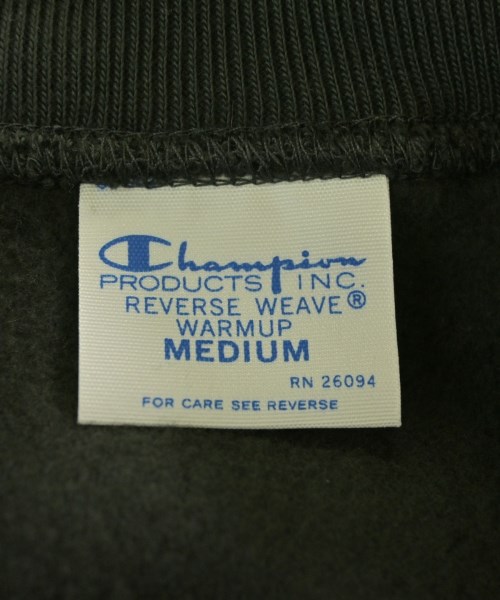 Champion
PRODUCTS INC.
REVERSE WEAVE®
WARMUP
MEDIUM
RN 26094
FOR CARE SEE REVERSE